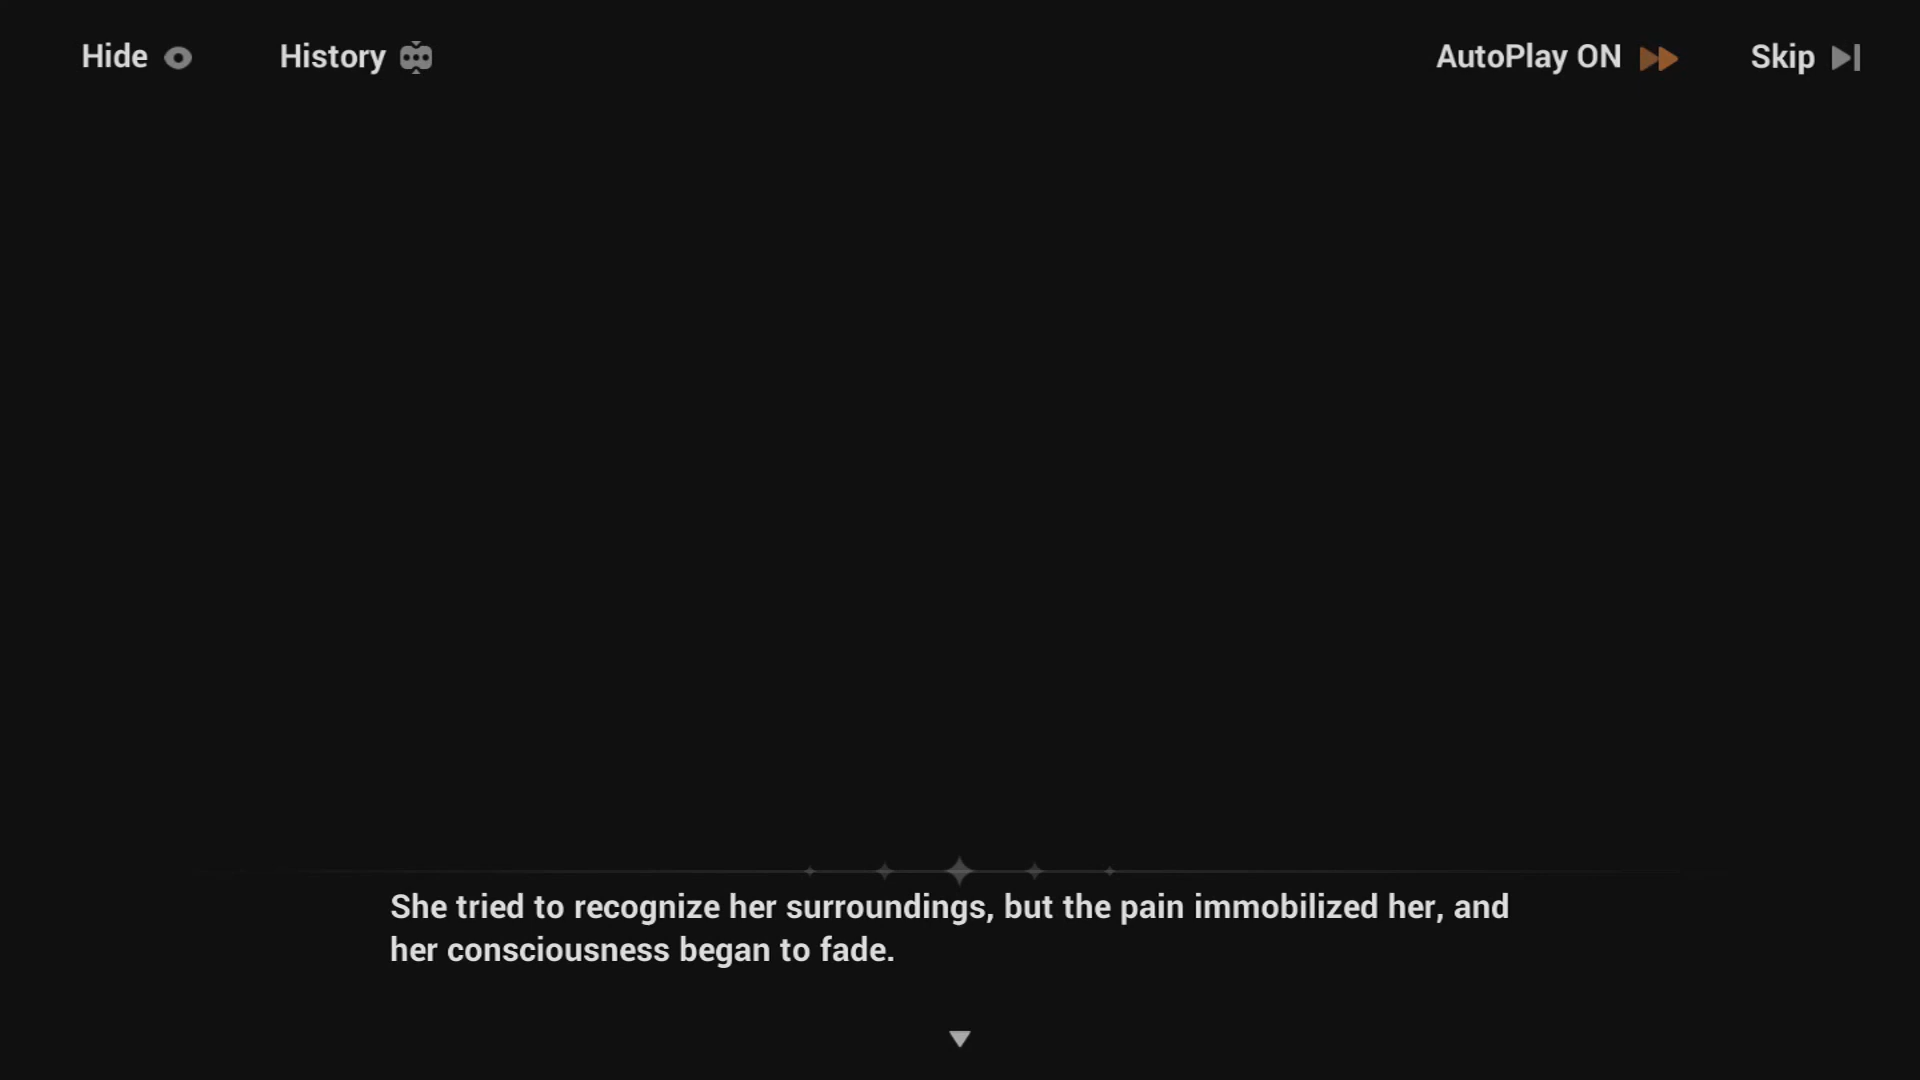 Hide
History
AutoPlay ON
Skip
She tried to recognize her surroundings, but the pain immobilized her, and
her consciousness began to fade.